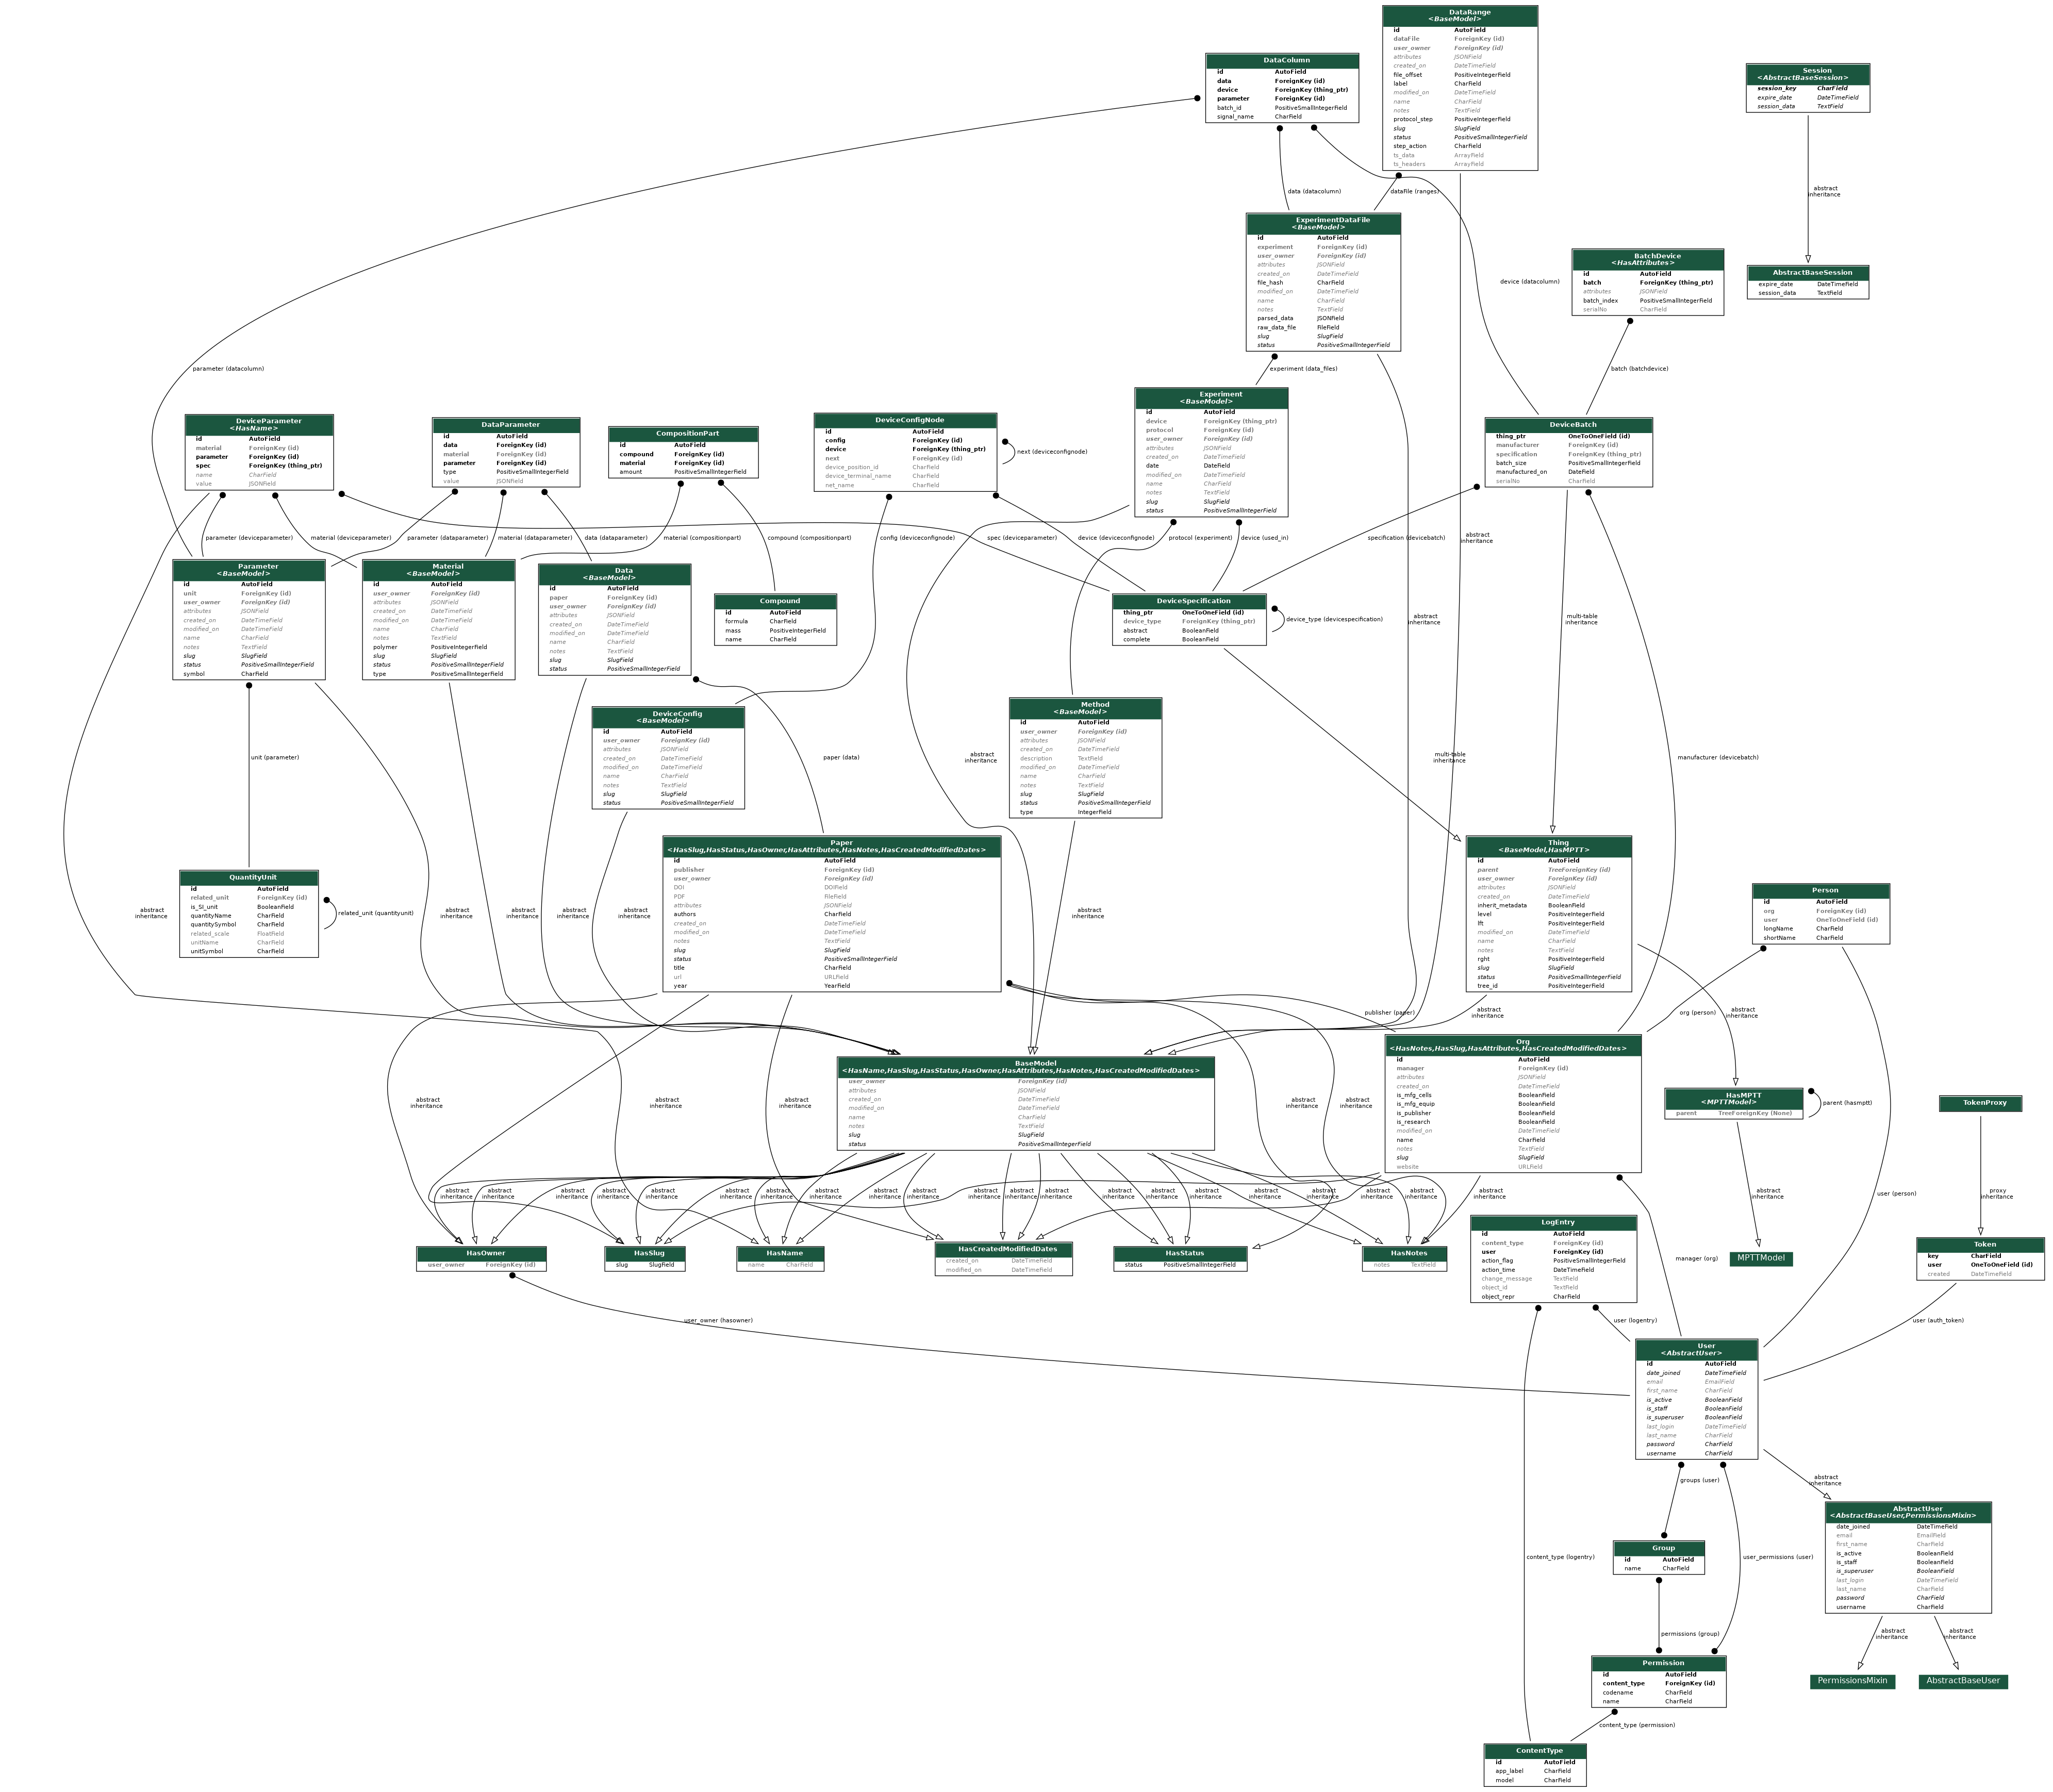 DataRange
<BaseModel>
id AutoField
dataFile ForeignKey (id)
user_owner ForeignKey (id)
attributes JSONField
created_on DateTimeField
file_offset PositiveIntegerField
label CharField
modified_on DateTimeField
name CharField
notes TextField
protocol_step PositiveIntegerField
slug SlugField
status PositiveSmallIntegerField
step_action CharField
ts_data ArrayField
ts_headers ArrayField
DataColumn
id AutoField
data ForeignKey (id)
device ForeignKey (thing_ptr)
parameter ForeignKey (id)
batch_id PositiveSmallIntegerField
signal_name CharField
Session
<AbstractBaseSession>
session_key CharField
expire_date DateTimeField
session_data TextField
abstract
inheritance
data (datacolumn)
dataFile (ranges)
ExperimentDataFile
<BaseModel>
id AutoField
experiment ForeignKey (id)
user_owner ForeignKey (id)
attributes JSONField
created_on DateTimeField
file_hash CharField
modified_on DateTimeField
name CharField
notes TextField
parsed_data JSONField
raw_data_file FileField
slug SlugField
status PositiveSmallIntegerField
device (datacolumn)
BatchDevice
<HasAttributes>
id AutoField
batch ForeignKey (thing_ptr)
attributes JSONField
batch_index PositiveSmallIntegerField
serialNo CharField
AbstractBaseSession
expire_date DateTimeField
session_data TextField
parameter (datacolumn)
experiment (data_files)
batch (batchdevice)
DeviceParameter
<HasName>
id AutoField
material ForeignKey (id)
parameter ForeignKey (id)
spec ForeignKey (thing_ptr)
name CharField
value JSONField
DataParameter
id AutoField
data ForeignKey (id)
material ForeignKey (id)
parameter ForeignKey (id)
type PositiveSmallIntegerField
value JSONField
CompositionPart
id AutoField
compound ForeignKey (id)
material ForeignKey (id)
amount PositiveSmallIntegerField
DeviceConfigNode
id AutoField
config ForeignKey (id)
device ForeignKey (thing_ptr)
next ForeignKey (id)
device_position_id CharField
device_terminal_name CharField
net_name CharField
next (deviceconfignode)
Experiment
<BaseModel>
id AutoField
device ForeignKey (thing_ptr)
protocol ForeignKey (id)
user_owner ForeignKey (id)
attributes JSONField
created_on DateTimeField
date DateField
modified_on DateTimeField
name CharField
notes TextField
slug SlugField
status PositiveSmallIntegerField
DeviceBatch
thing_ptr OneToOneField (id)
manufacturer ForeignKey (id)
specification ForeignKey (thing_ptr)
batch_size PositiveSmallIntegerField
manufactured_on DateField
serialNo CharField
parameter (deviceparameter)
material (deviceparameter)
parameter (dataparameter)
material (dataparameter)
data (dataparameter)
material (compositionpart)
compound (compositionpart)
config (deviceconfignode)
spec (deviceparameter)
device (deviceconfignode)
protocol (experiment)
device (used_in)
specification (devicebatch)
abstract
inheritance
Parameter
<BaseModel>
id AutoField
unit ForeignKey (id)
user_owner ForeignKey (id)
attributes JSONField
created_on DateTimeField
modified_on DateTimeField
name CharField
notes TextField
slug SlugField
status PositiveSmallIntegerField
symbol CharField
Material
<BaseModel>
id AutoField
user_owner ForeignKey (id)
attributes JSONField
created_on DateTimeField
modified_on DateTimeField
name CharField
notes TextField
polymer PositiveIntegerField
slug SlugField
status PositiveSmallIntegerField
type PositiveSmallIntegerField
Data
<BaseModel>
id AutoField
paper ForeignKey (id)
user_owner ForeignKey (id)
attributes JSONField
created_on DateTimeField
modified_on DateTimeField
name CharField
notes TextField
slug SlugField
status PositiveSmallIntegerField
Compound
id AutoField
formula CharField
mass PositiveIntegerField
name CharField
DeviceSpecification
thing_ptr OneToOneField (id)
device_type ForeignKey (thing_ptr)
abstract BooleanField
complete BooleanField
device_type (devicespecification)
abstract
inheritance
multi-table
inheritance
DeviceConfig
<BaseModel>
id AutoField
user_owner ForeignKey (id)
attributes JSONField
created_on DateTimeField
modified_on DateTimeField
name CharField
notes TextField
slug SlugField
status PositiveSmallIntegerField
Method
<BaseModel>
id AutoField
user_owner ForeignKey (id)
attributes JSONField
created_on DateTimeField
description TextField
modified_on DateTimeField
name CharField
notes TextField
slug SlugField
status PositiveSmallIntegerField
type IntegerField
unit (parameter)
paper (data)
abstract
inheritance
multi-table
inheritance
manufacturer (devicebatch)
Paper
<HasSlug,HasStatus,HasOwner,HasAttributes,HasNotes,HasCreatedModifiedDates>
id AutoField
publisher ForeignKey (id)
user_owner ForeignKey (id)
DOI DOIField
PDF FileField
attributes JSONField
authors CharField
created_on DateTimeField
modified_on DateTimeField
notes TextField
slug SlugField
status PositiveSmallIntegerField
title CharField
url URLField
year YearField
Thing
<BaseModel,HasMPTT>
id AutoField
parent TreeForeignKey (id)
user_owner ForeignKey (id)
attributes JSONField
created_on DateTimeField
inherit_metadata BooleanField
level PositiveIntegerField
lft PositiveIntegerField
modified_on DateTimeField
name CharField
notes TextField
rght PositiveIntegerField
slug SlugField
status PositiveSmallIntegerField
tree_id PositiveIntegerField
QuantityUnit
id AutoField
related_unit ForeignKey (id)
is_SI_unit BooleanField
quantityName CharField
quantitySymbol CharField
related_scale FloatField
unitName CharField
unitSymbol CharField
related_unit (quantityunit)
Person
id AutoField
org ForeignKey (id)
user OneToOneField (id)
longName CharField
shortName CharField
abstract
inheritance
abstract
inheritance
abstract
inheritance
abstract
inheritance
abstract
inheritance
abstract
inheritance
publisher (paper)
abstract
inheritance
org (person)
abstract
inheritance
BaseModel
<HasName,HasSlug,HasStatus,HasOwner,HasAttributes,HasNotes,HasCreatedModifiedDates>
user_owner ForeignKey (id)
attributes JSONField
created_on DateTimeField
modified_on DateTimeField
name CharField
notes TextField
slug SlugField
status PositiveSmallIntegerField
Org
<HasNotes,HasSlug,HasAttributes,HasCreatedModifiedDates>
id AutoField
manager ForeignKey (id)
attributes JSONField
created_on DateTimeField
is_mfg_cells BooleanField
is_mfg_equip BooleanField
is_publisher BooleanField
is_research BooleanField
modified_on DateTimeField
name CharField
notes TextField
slug SlugField
website URLField
HasMPTT
<MPTTModel>
parent TreeForeignKey (None)
parent (hasmptt)
TokenProxy
abstract
inheritance
abstract
inheritance
abstract
inheritance
abstract
inheritance
abstract
inheritance
abstract
inheritance
abstract
inheritance
abstract
inheritance
abstract
inheritance
abstract
inheritance
abstract
inheritance
abstract
inheritance
abstract
inheritance
abstract
inheritance
abstract
inheritance
abstract
inheritance
abstract
inheritance
abstract
inheritance
abstract
inheritance
abstract
inheritance
abstract
inheritance
abstract
inheritance
abstract
inheritance
abstract
inheritance
abstract
inheritance
abstract
inheritance
abstract
inheritance
user (person)
proxy
inheritance
HasOwner
user_owner ForeignKey (id)
HasSlug
slug SlugField
HasName
name CharField
HasCreatedModifiedDates
created_on DateTimeField
modified_on DateTimeField
HasStatus
status PositiveSmallIntegerField
HasNotes
notes TextField
LogEntry
id AutoField
content_type ForeignKey (id)
user ForeignKey (id)
action_flag PositiveSmallIntegerField
action_time DateTimeField
change_message TextField
object_id TextField
object_repr CharField
manager (org)
MPTTModel
Token
key CharField
user OneToOneField (id)
created DateTimeField
user_owner (hasowner)
user (logentry)
user (auth_token)
User
<AbstractUser>
id AutoField
date_joined DateTimeField
email EmailField
first_name CharField
is_active BooleanField
is_staff BooleanField
is_superuser BooleanField
last_login DateTimeField
last_name CharField
password CharField
username CharField
groups (user)
abstract
inheritance
AbstractUser
<AbstractBaseUser,PermissionsMixin>
date_joined DateTimeField
email EmailField
first_name CharField
is_active BooleanField
is_staff BooleanField
is_superuser BooleanField
last_login DateTimeField
last_name CharField
password CharField
username CharField
content_type (logentry)
Group
id AutoField
name CharField
user_permissions (user)
permissions (group)
abstract
inheritance
abstract
inheritance
Permission
id AutoField
content_type ForeignKey (id)
codename CharField
name CharField
PermissionsMixin
AbstractBaseUser
content_type (permission)
ContentType
id AutoField
app_label CharField
model CharField